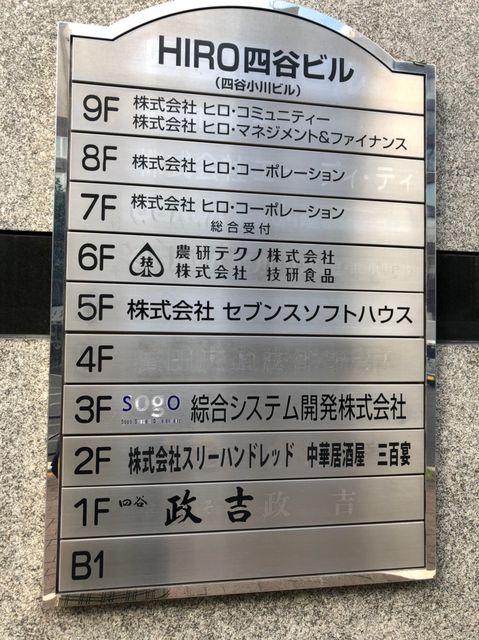 HIRO四谷ビル
(四谷小川ビル)
9F 株式会社 ヒロ・コミュニティー
株式会社 ヒロ・マネジメント&ファイナンス
8F 株式会社 ヒロ・コーポレーション
7F 株式会社 ヒロ・コーポレーション
総合受付
6F 技 農研テクノ株式会社
株式会社 技研食品
5F 株式会社 セブンスソフトハウス
4F
3F sogo 綜合システム開発株式会社
2F 株式会社スリーハンドレッド 中華居酒屋 三百宴
1F 四谷 政吉
B1